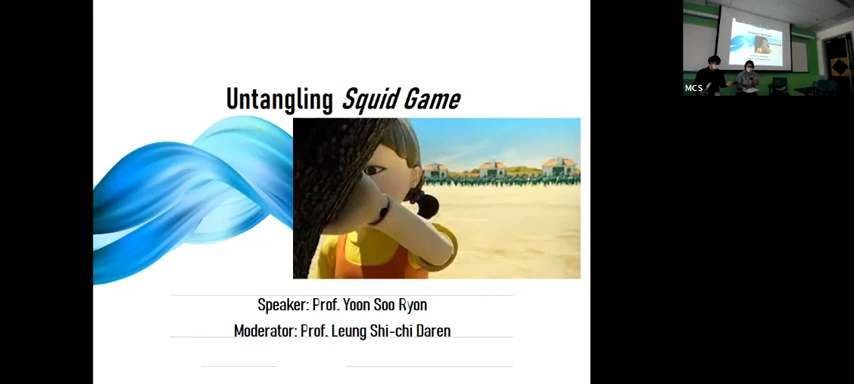 Untangling Squid Game
Speaker: Prof. Yoon Soo Ryon
Moderator: Prof. Leung Shi-chi Daren
MCS